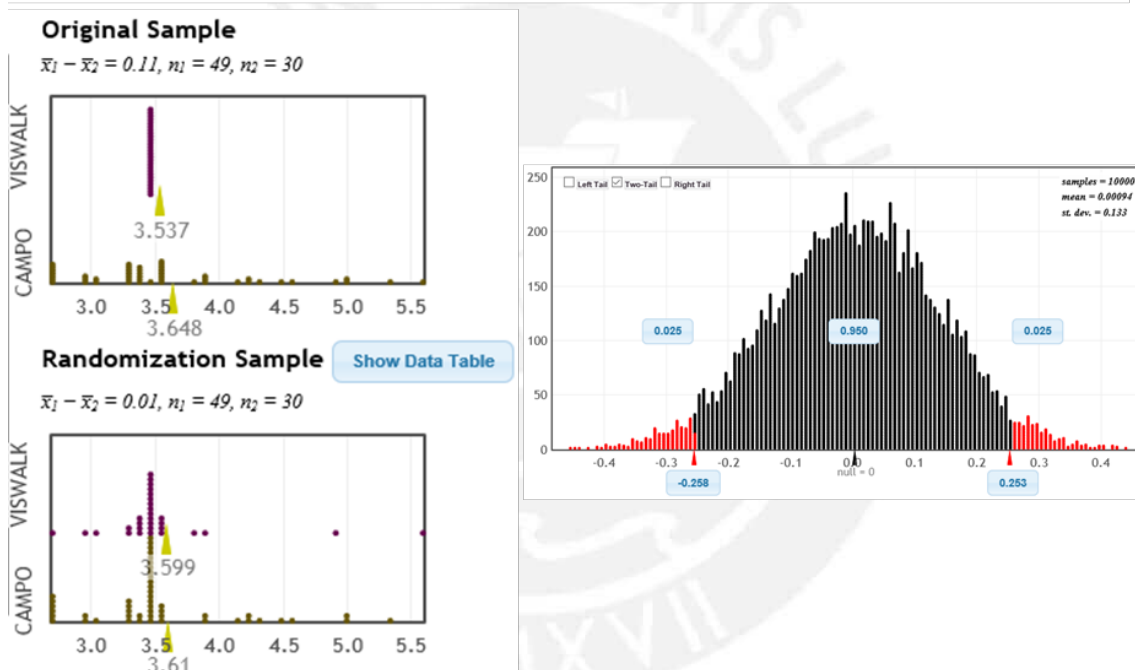 Original Sample
x̄1 − x̄2 = 0.11, n1 = 49, n2 = 30
VISWALK
3.537
CAMPO
3.0 3.5 4.0 4.5 5.0 5.5
3.648
Randomization Sample
Show Data Table
x̄1 − x̄2 = 0.01, n1 = 49, n2 = 30
VISWALK
3.599
CAMPO
3.0 3.5 4.0 4.5 5.0 5.5
3.61
Left Tail Two-Tail Right Tail
samples = 10000
mean = 0.00094
st. dev. = 0.133
250
200
150
100
50
0
0.025 0.950 0.025
-0.4 -0.3 -0.2 -0.1 0.0 0.1 0.2 0.3 0.4
null = 0
-0.258 0.253
XVII